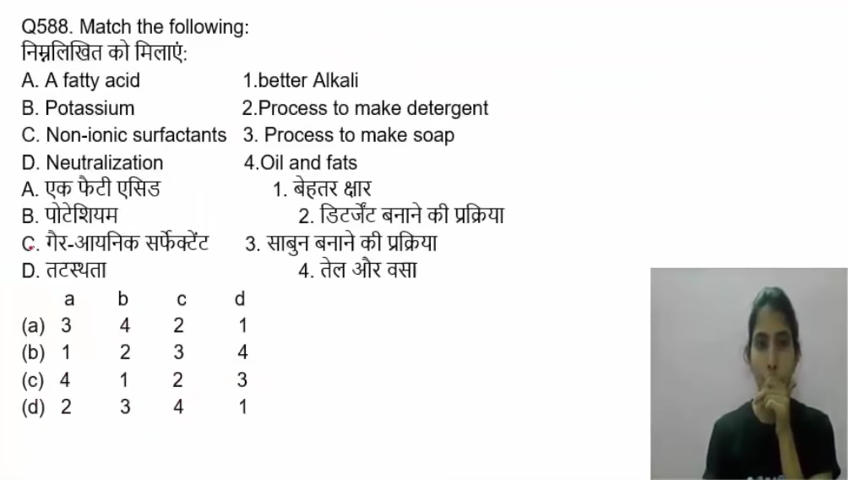 Q588. Match the following:
निम्नलिखित को मिलाएं:
A. A fatty acid 1.better Alkali
B. Potassium 2.Process to make detergent
C. Non-ionic surfactants 3. Process to make soap
D. Neutralization 4.Oil and fats
A. एक फैटी एसिड 1. बेहतर क्षार
B. पोटेशियम 2. डिटर्जेंट बनाने की प्रक्रिया
C. गैर-आयनिक सर्फेक्टेंट 3. साबुन बनाने की प्रक्रिया
D. तटस्थता 4. तेल और वसा
a b c d
(a) 3 4 2 1
(b) 1 2 3 4
(c) 4 1 2 3
(d) 2 3 4 1